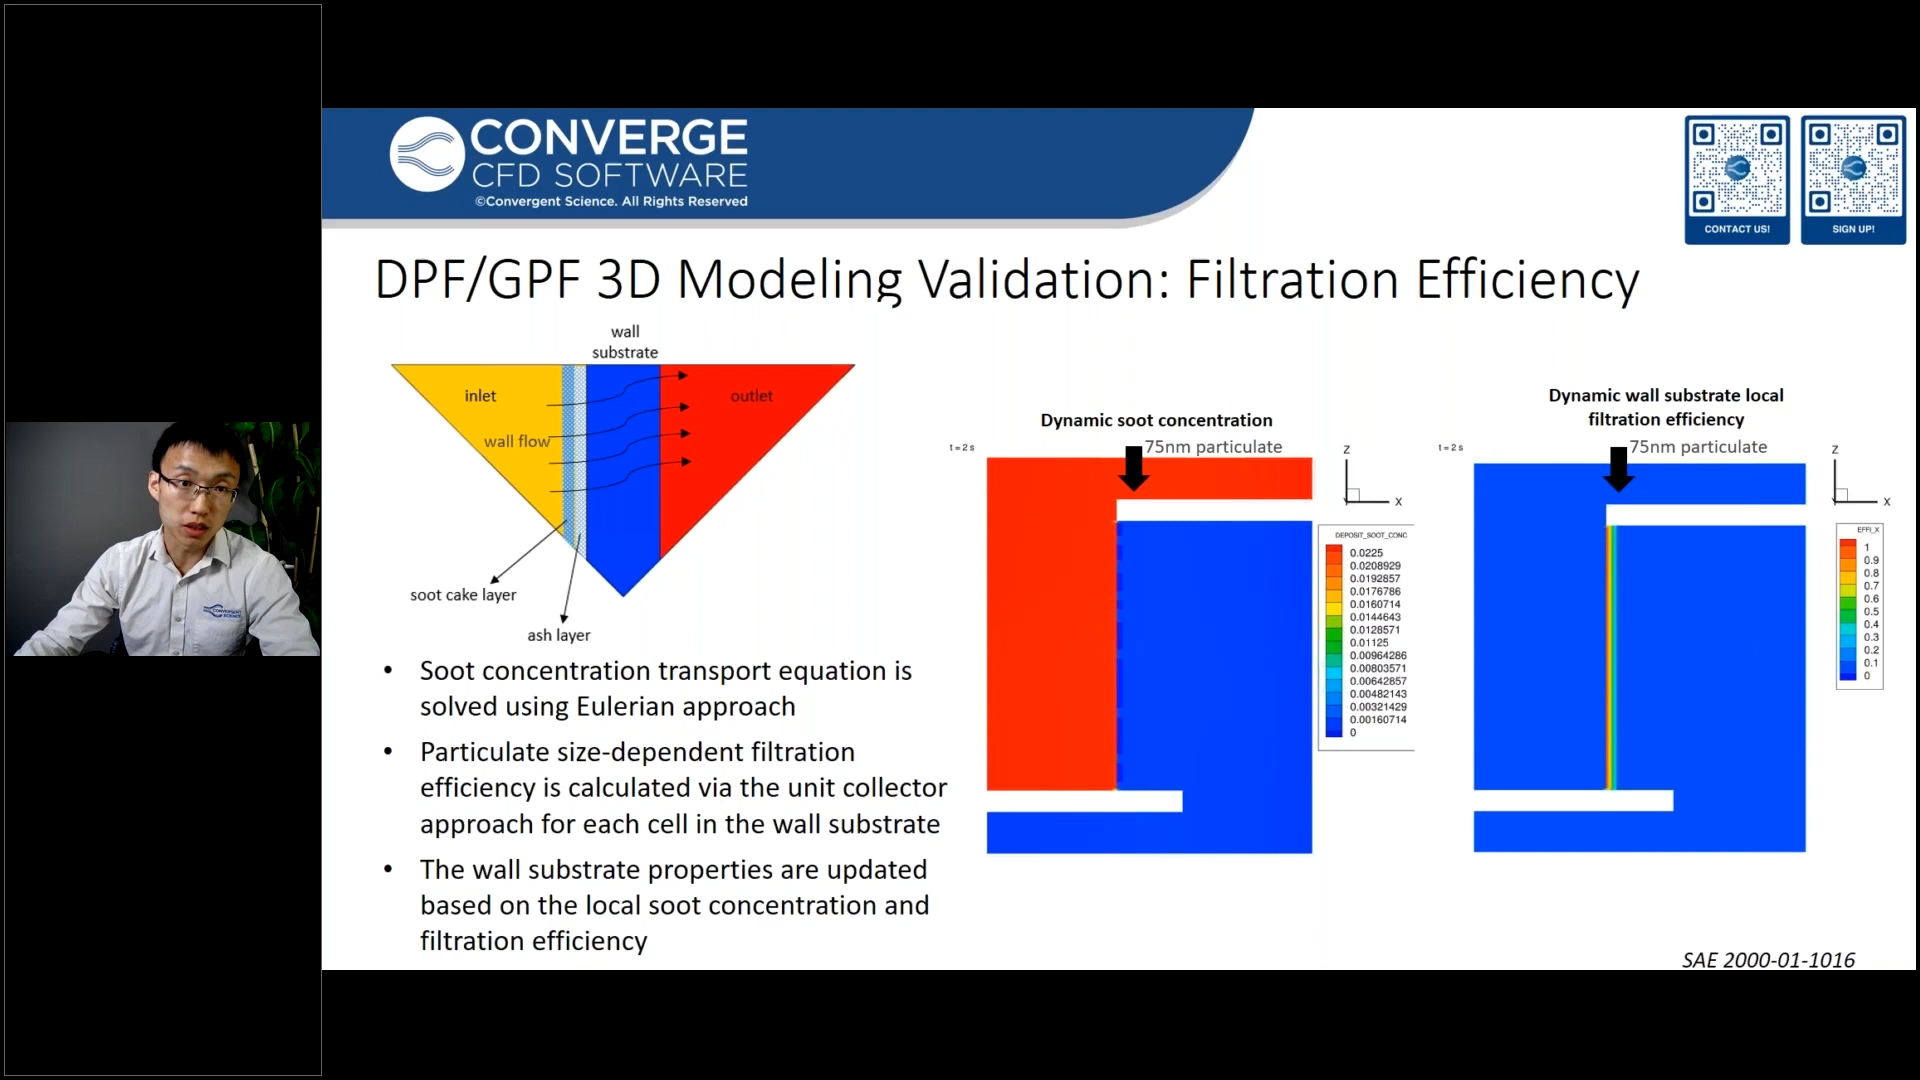 CONVERGE
CFD SOFTWARE
©Convergent Science. All Rights Reserved
CONTACT US!
SIGN UP!
DPF/GPF 3D Modeling Validation: Filtration Efficiency
wall
substrate
inlet
outlet
wall flow
soot cake layer
ash layer
Soot concentration transport equation is
solved using Eulerian approach
Particulate size-dependent filtration
efficiency is calculated via the unit collector
approach for each cell in the wall substrate
The wall substrate properties are updated
based on the local soot concentration and
filtration efficiency
Dynamic soot concentration
75nm particulate
t = 2 s
Z
X
DEPOSIT_SOOT_CONC
0.0225
0.0208929
0.0192857
0.0176786
0.0160714
0.0144643
0.0128571
0.01125
0.00964286
0.00803571
0.00642857
0.00482143
0.00321429
0.00160714
0
Dynamic wall substrate local
filtration efficiency
75nm particulate
t = 2 s
Z
X
EFFI_X
1
0.9
0.8
0.7
0.6
0.5
0.4
0.3
0.2
0.1
0
SAE 2000-01-1016
CONVERGENT
SCIENCE